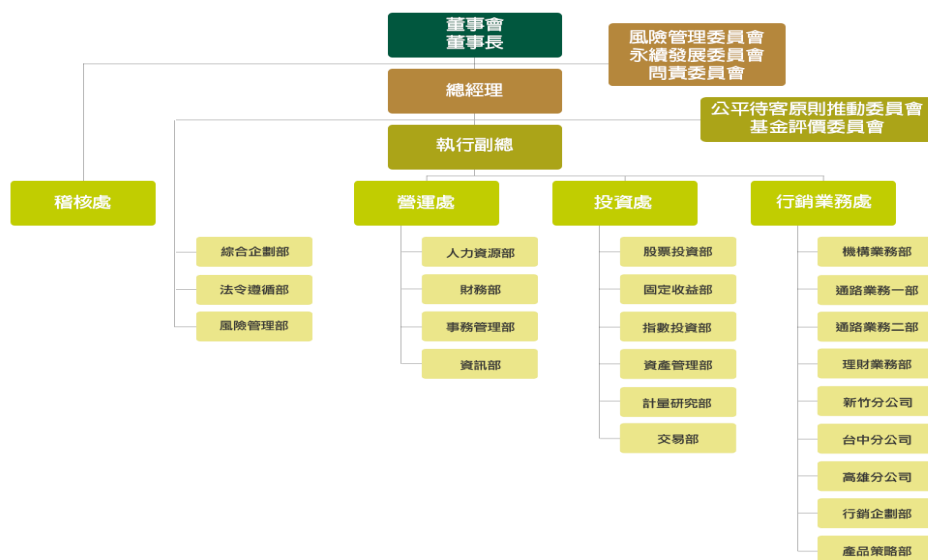 董事會
董事長
風險管理委員會
永續發展委員會
問責委員會
總經理
公平待客原則推動委員會
基金評價委員會
執行副總
稽核處
營運處
投資處
行銷業務處
綜合企劃部
法令遵循部
風險管理部
人力資源部
財務部
事務管理部
資訊部
股票投資部
固定收益部
指數投資部
資產管理部
計量研究部
交易部
機構業務部
通路業務一部
通路業務二部
理財業務部
新竹分公司
台中分公司
高雄分公司
行銷企劃部
產品策略部